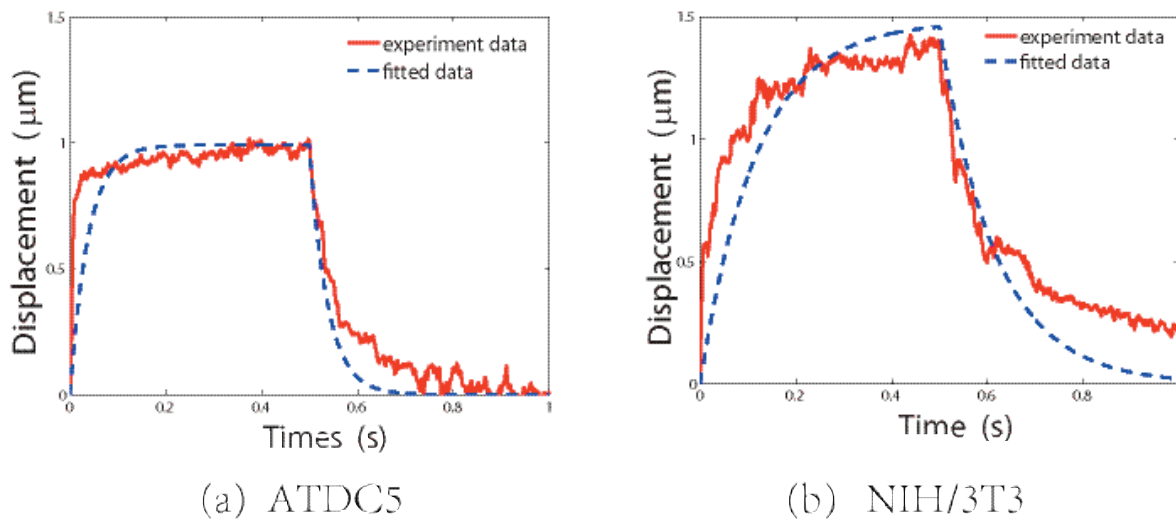 1.5
experiment data
fitted data
1
0.5
0
Displacement (μm)
0
0.2
0.4
0.6
0.8
1
Times (s)
(a) ATDC5
1.5
experiment data
fitted data
1
0.5
0
Displacement (μm)
0
0.2
0.4
0.6
0.8
Time (s)
(b) NIH/3T3